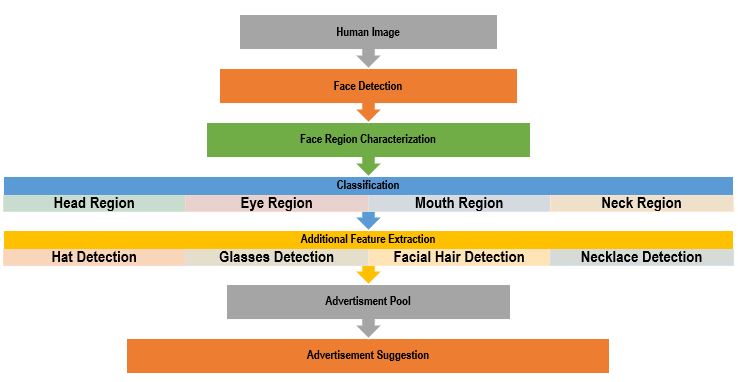 Human Image
Face Detection
Face Region Characterization
Classification
Head Region Eye Region Mouth Region Neck Region
Additional Feature Extraction
Hat Detection Glasses Detection Facial Hair Detection Necklace Detection
Advertisment Pool
Advertisement Suggestion